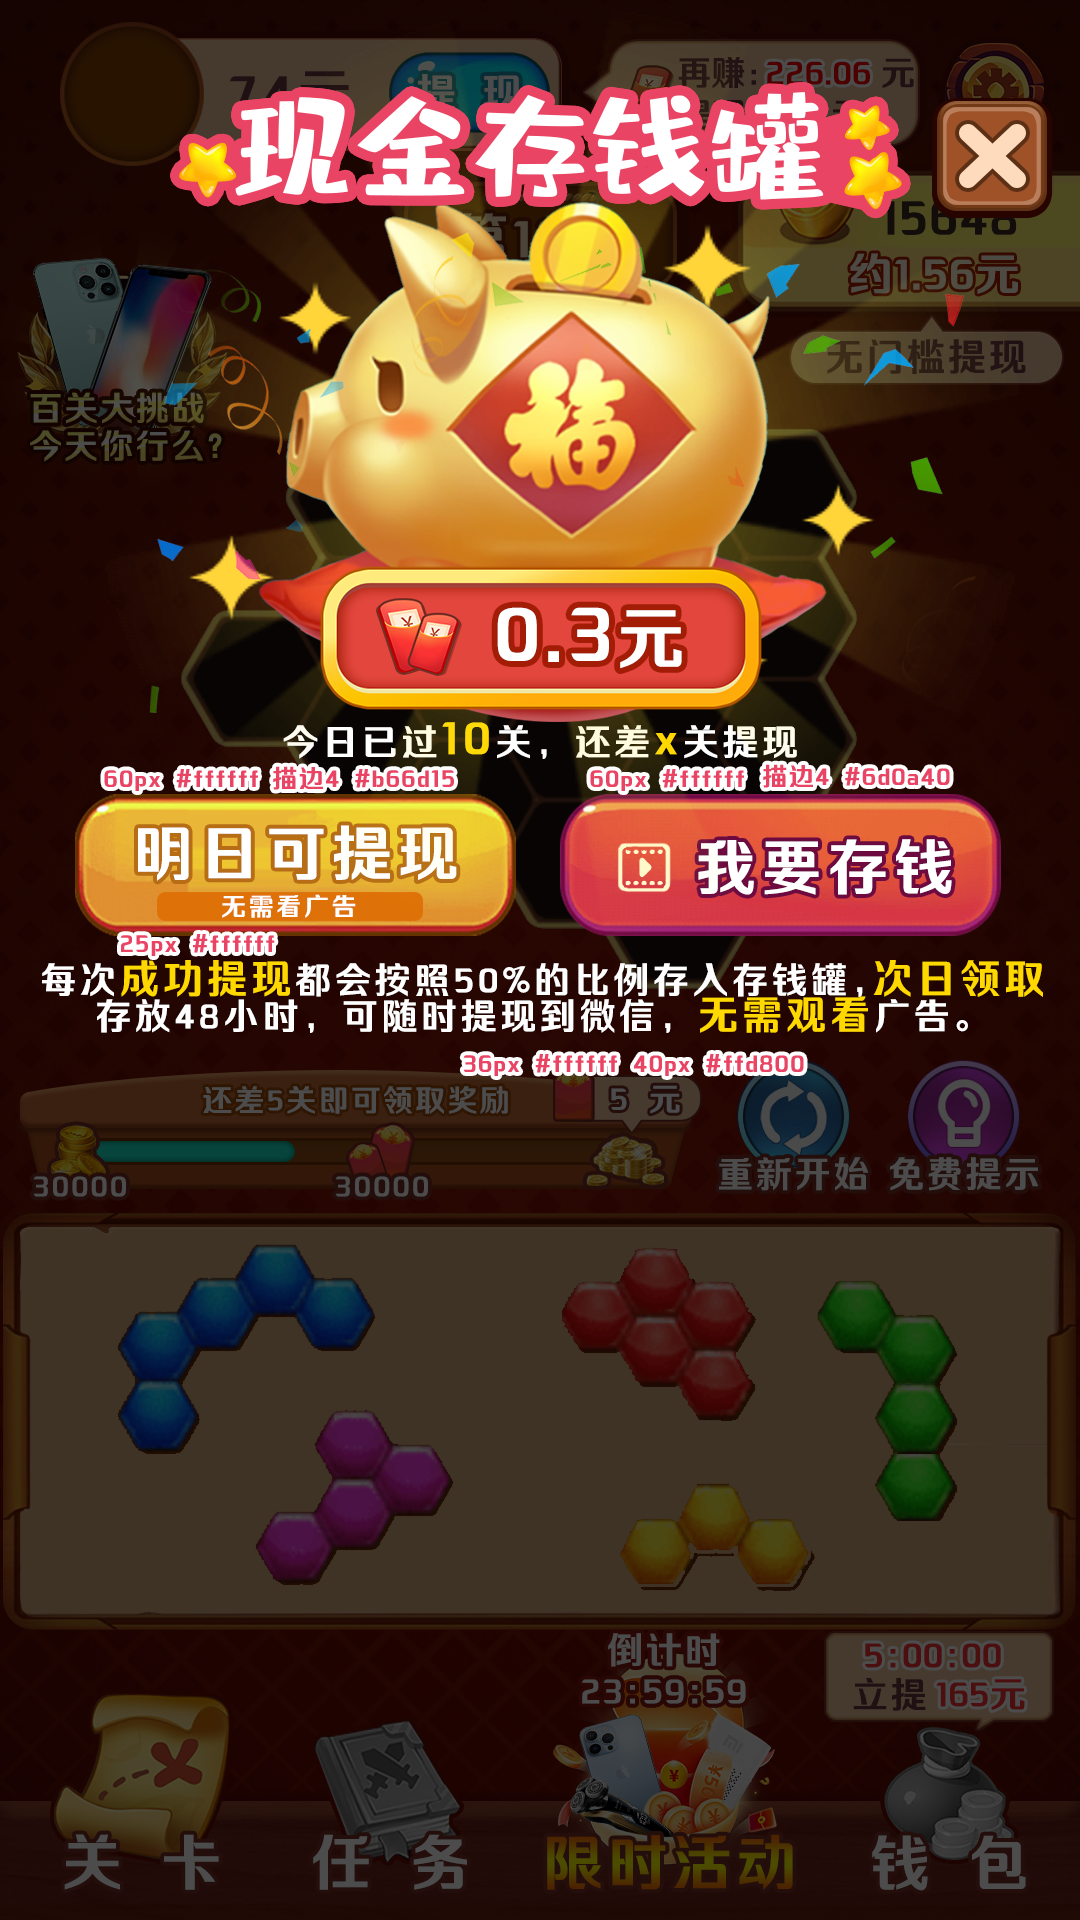 74元
提 现
再赚:226.06 元
现金存钱罐
15648
约1.56元
无门槛提现
百关大挑战
今天你行么?
福
0.3元
今日已过10关，还差x关提现
60px #ffffff 描边4 #b66d15
60px #ffffff 描边4 #6d0a40
明日可提现
无需看广告
我要存钱
25px #ffffff
每次成功提现都会按照50%的比例存入存钱罐,次日领取
存放48小时，可随时提现到微信，无需观看广告。
36px #ffffff 40px #ffd800
还差5关即可领取奖励
5 元
30000
30000
重新开始
免费提示
倒计时
23:59:59
5:00:00
立提 165元
关 卡
任 务
限时活动
钱 包